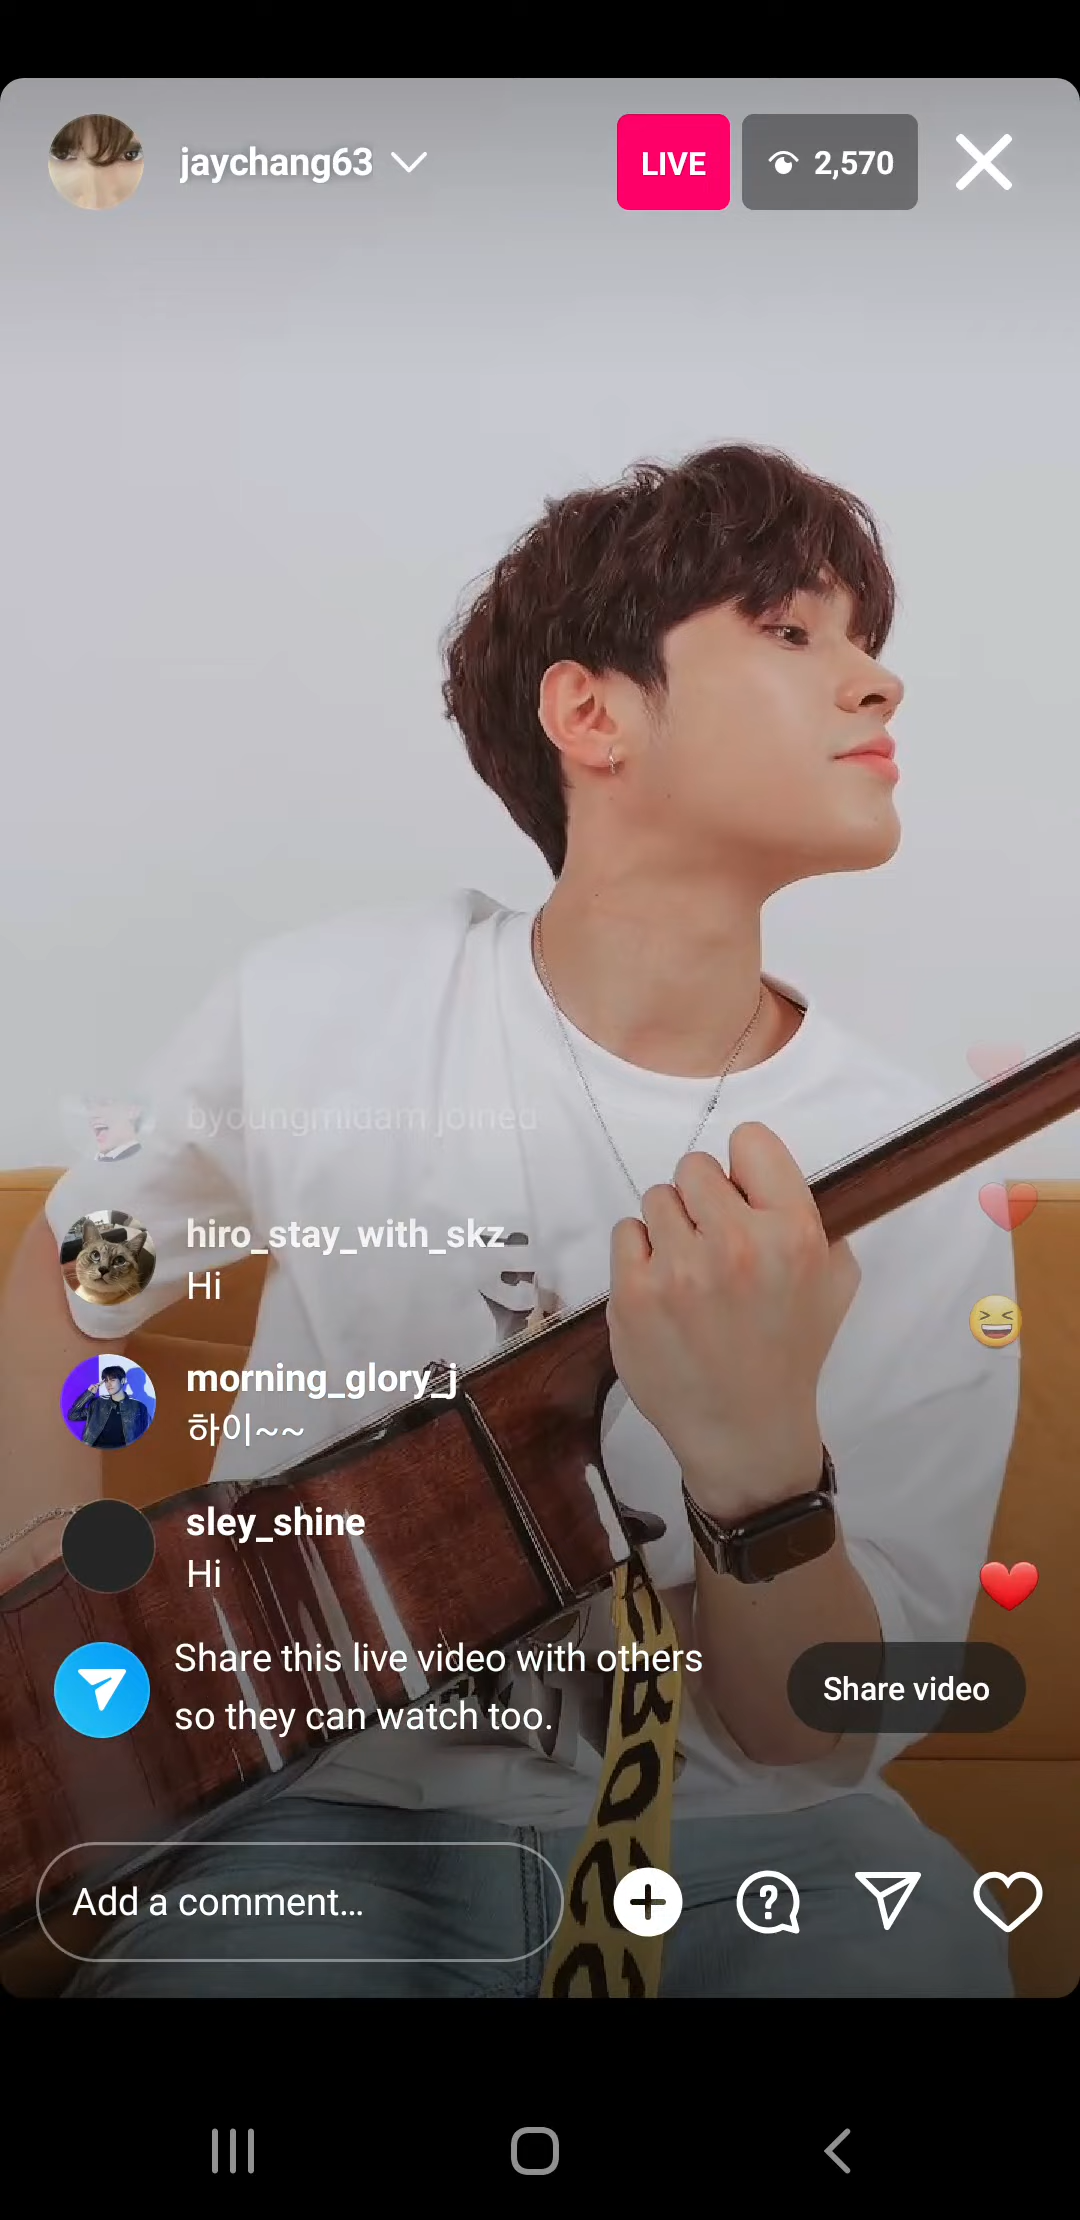 jaychang63
LIVE
2,570
byoungmidam joined
hiro_stay_with_skz
Hi
morning_glory_j
하이~~
sley_shine
Hi
Share this live video with others
so they can watch too.
Share video
Add a comment...